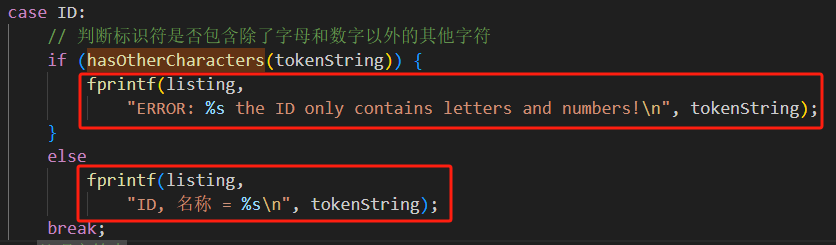 case ID:
// 判断标识符是否包含除了字母和数字以外的其他字符
if (hasOtherCharacters(tokenString)) {
fprintf(listing,
"ERROR: %s the ID only contains letters and numbers!\n", tokenString);
}
else
fprintf(listing,
"ID, 名称 = %s\n", tokenString);
break;